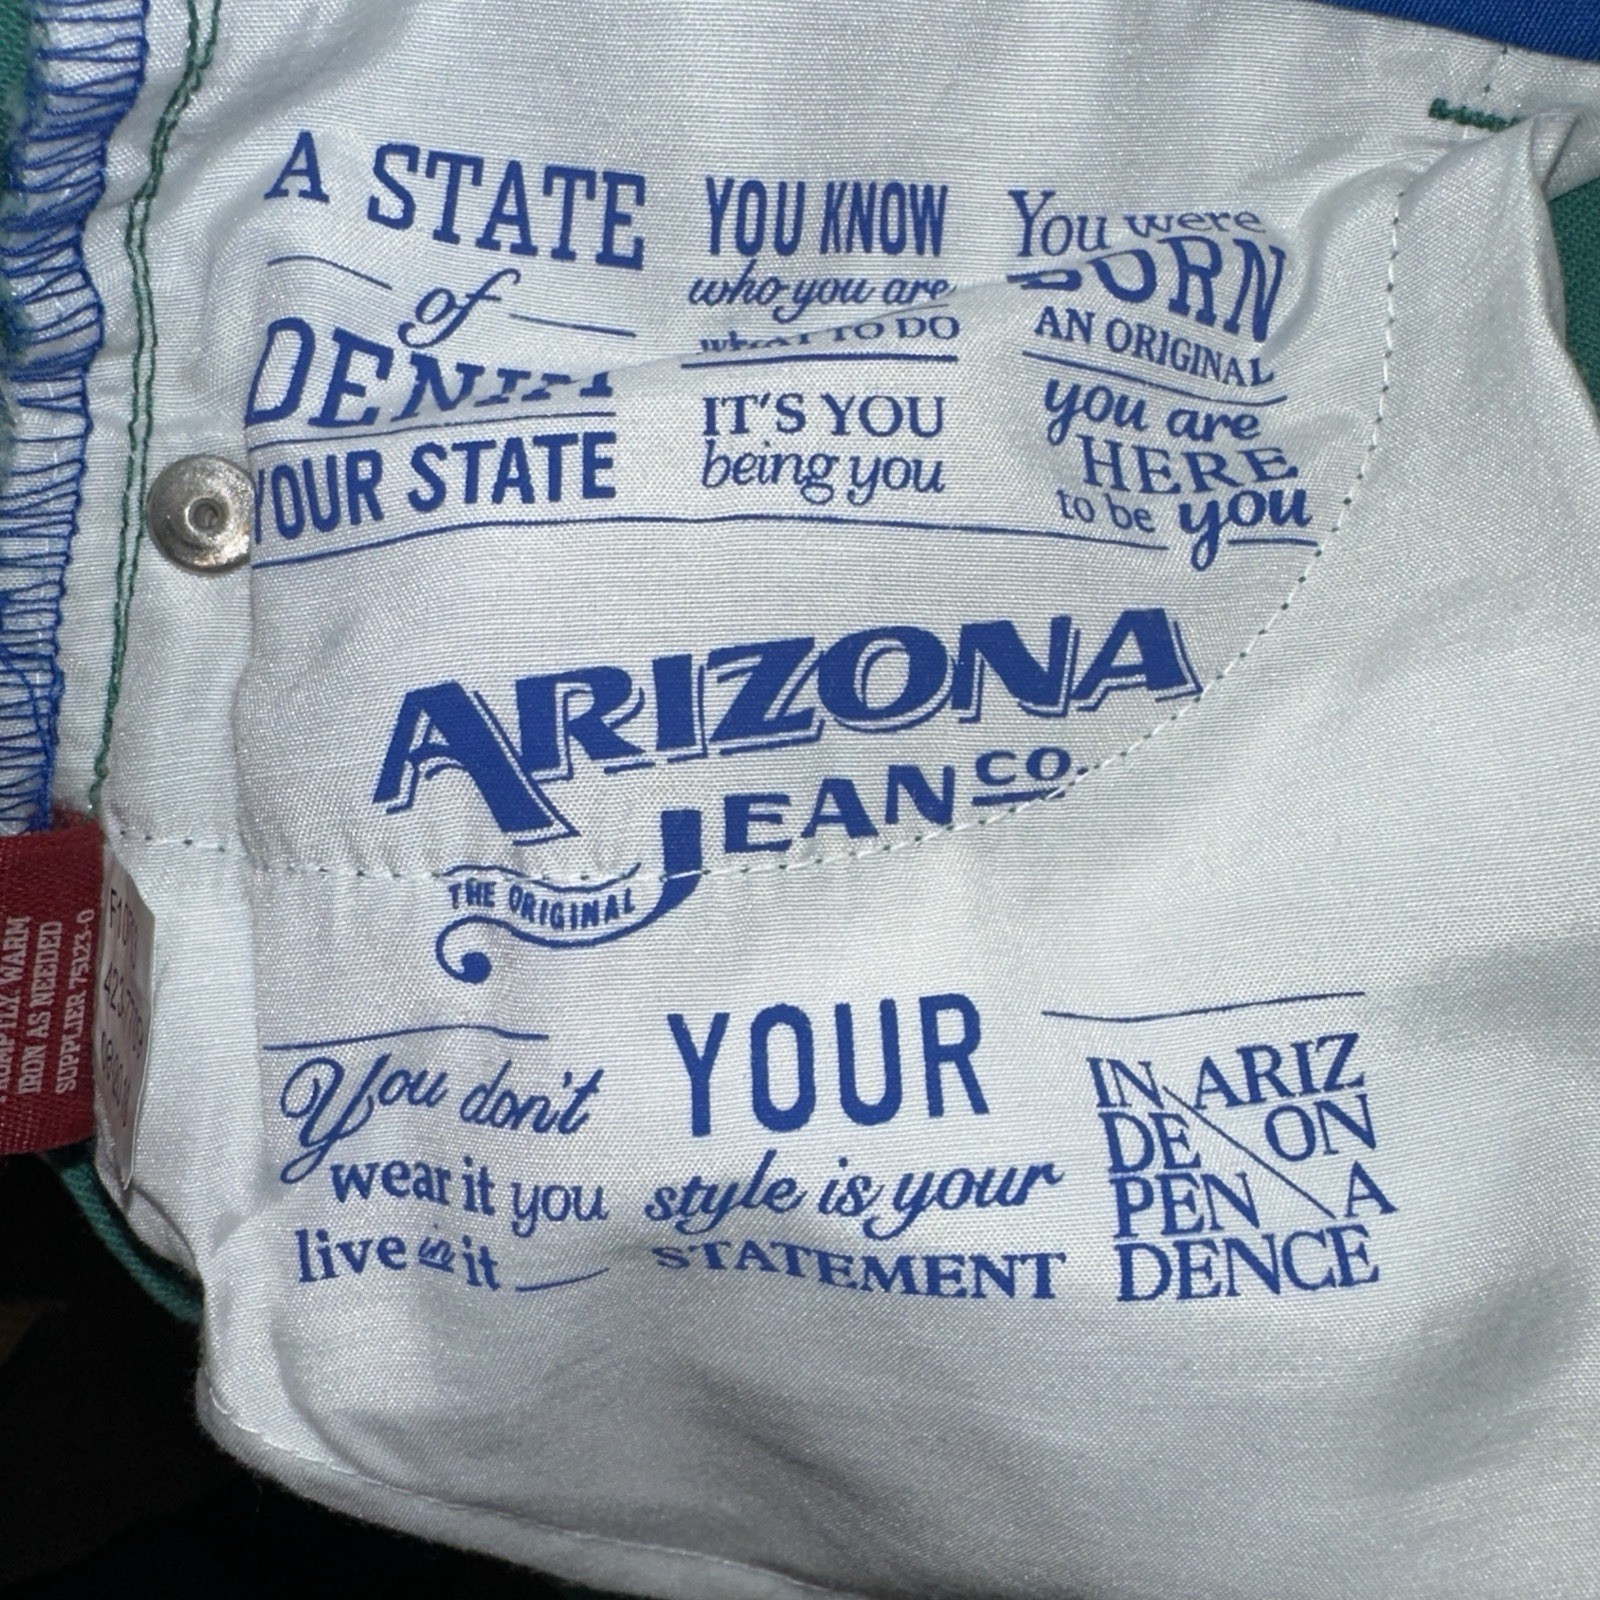 A STATE
of
DENIM
YOUR STATE
YOU KNOW
who you are
what TO DO
IT'S YOU
being you
You were
BORN
AN ORIGINAL
you are
HERE
to be you
ARIZONA
JEAN CO.
THE ORIGINAL
You don't
wear it you
live in it
YOUR
style is your
STATEMENT
IN ARIZ
DE ON
PEN A
DENCE
WARM
IRON AS NEEDED
SUPPLIER 75123-0